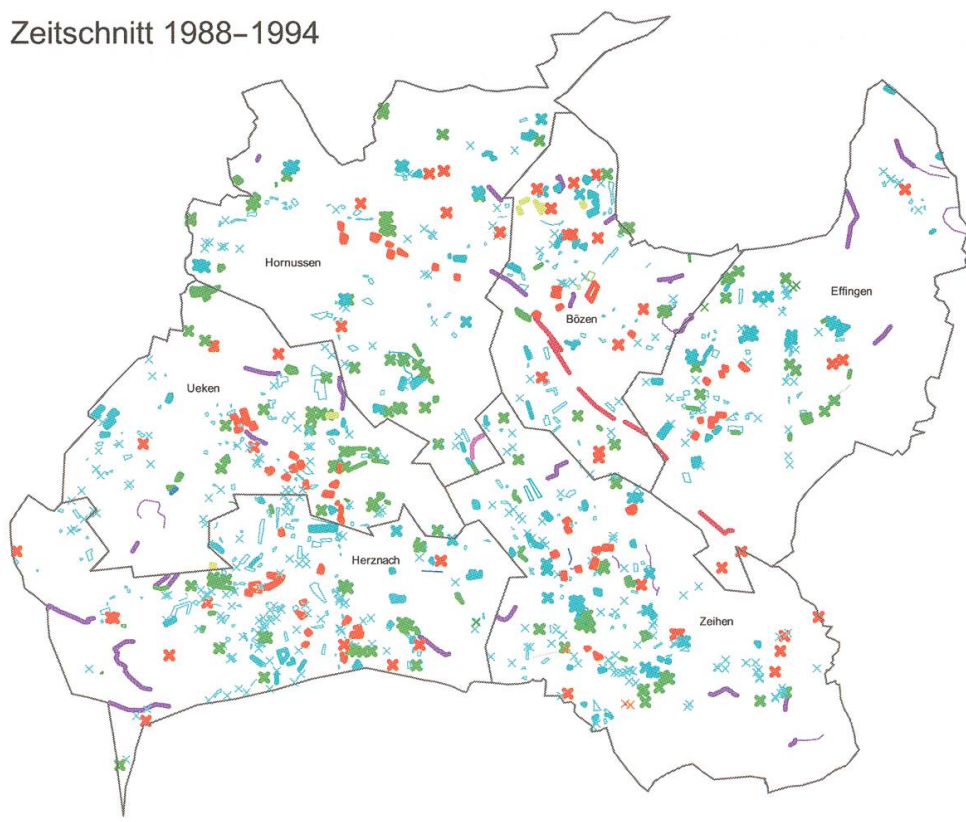 Zeitschnitt 1988–1994
Effingen
Hornussen
Bözen
Ueken
Herznach
Zeihen